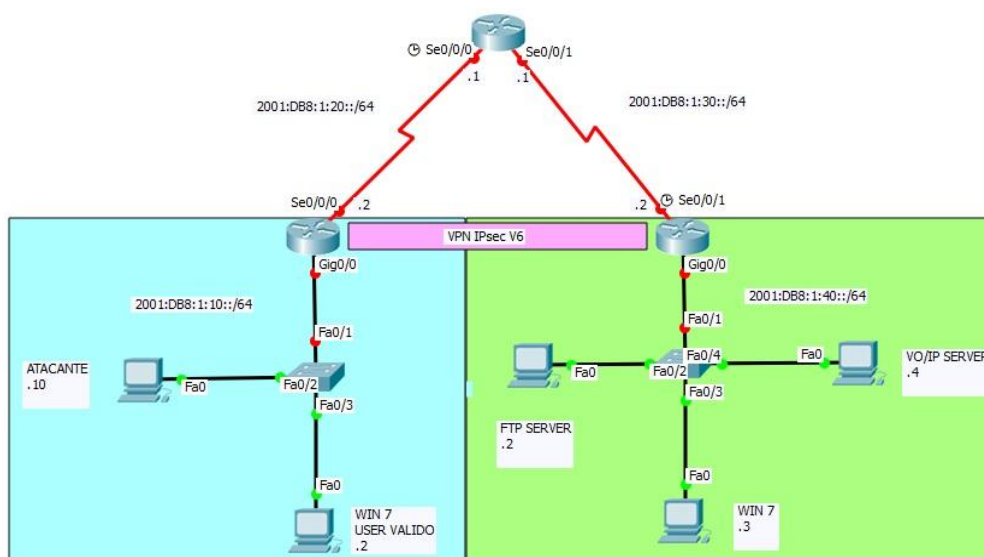 Se0/0/0
Se0/0/1
.1
.1
2001:DB8:1:20::/64
2001:DB8:1:30::/64
Se0/0/0
.2
.2
Se0/0/1
VPN IPsec V6
Gig0/0
Gig0/0
2001:DB8:1:10::/64
2001:DB8:1:40::/64
Fa0/1
Fa0/1
ATACANTE
.10
Fa0
Fa0/2
Fa0/3
Fa0
WIN 7
USER VALIDO
.2
Fa0/4
Fa0
VO/IP SERVER
.4
Fa0
Fa0/2
Fa0/3
FTP SERVER
.2
Fa0
WIN 7
.3